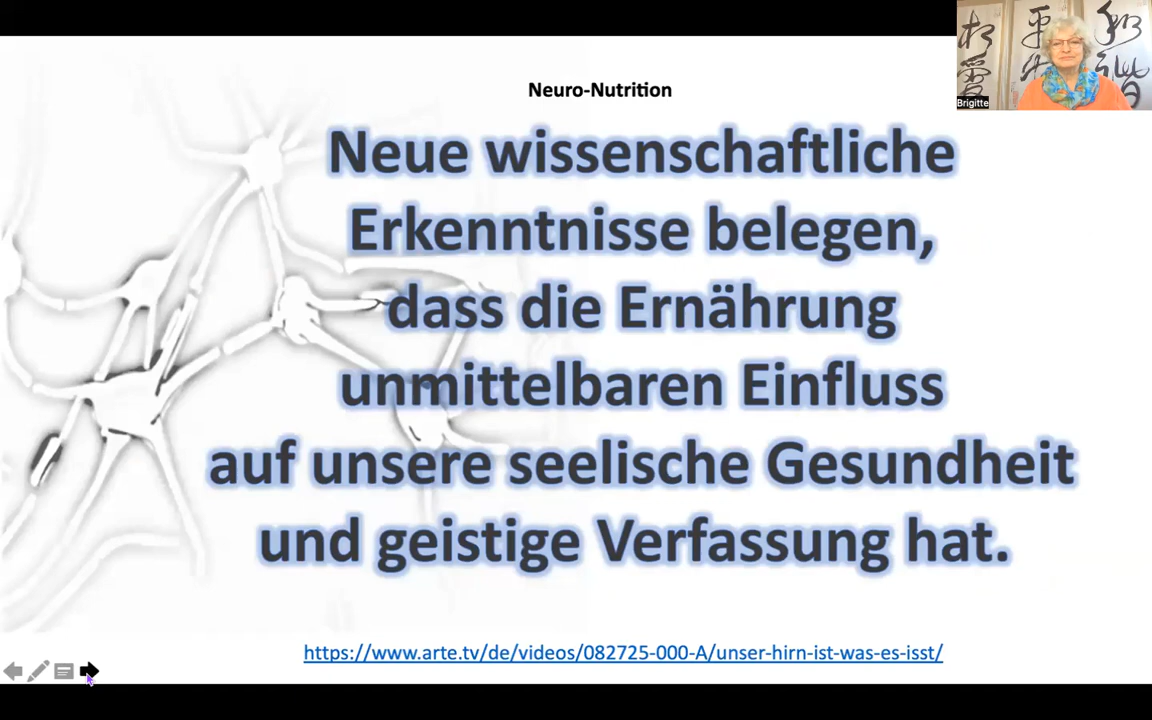 Neuro-Nutrition
Neue wissenschaftliche
Erkenntnisse belegen,
dass die Ernährung
unmittelbaren Einfluss
auf unsere seelische Gesundheit
und geistige Verfassung hat.
https://www.arte.tv/de/videos/082725-000-A/unser-hirn-ist-was-es-isst/
Brigitte